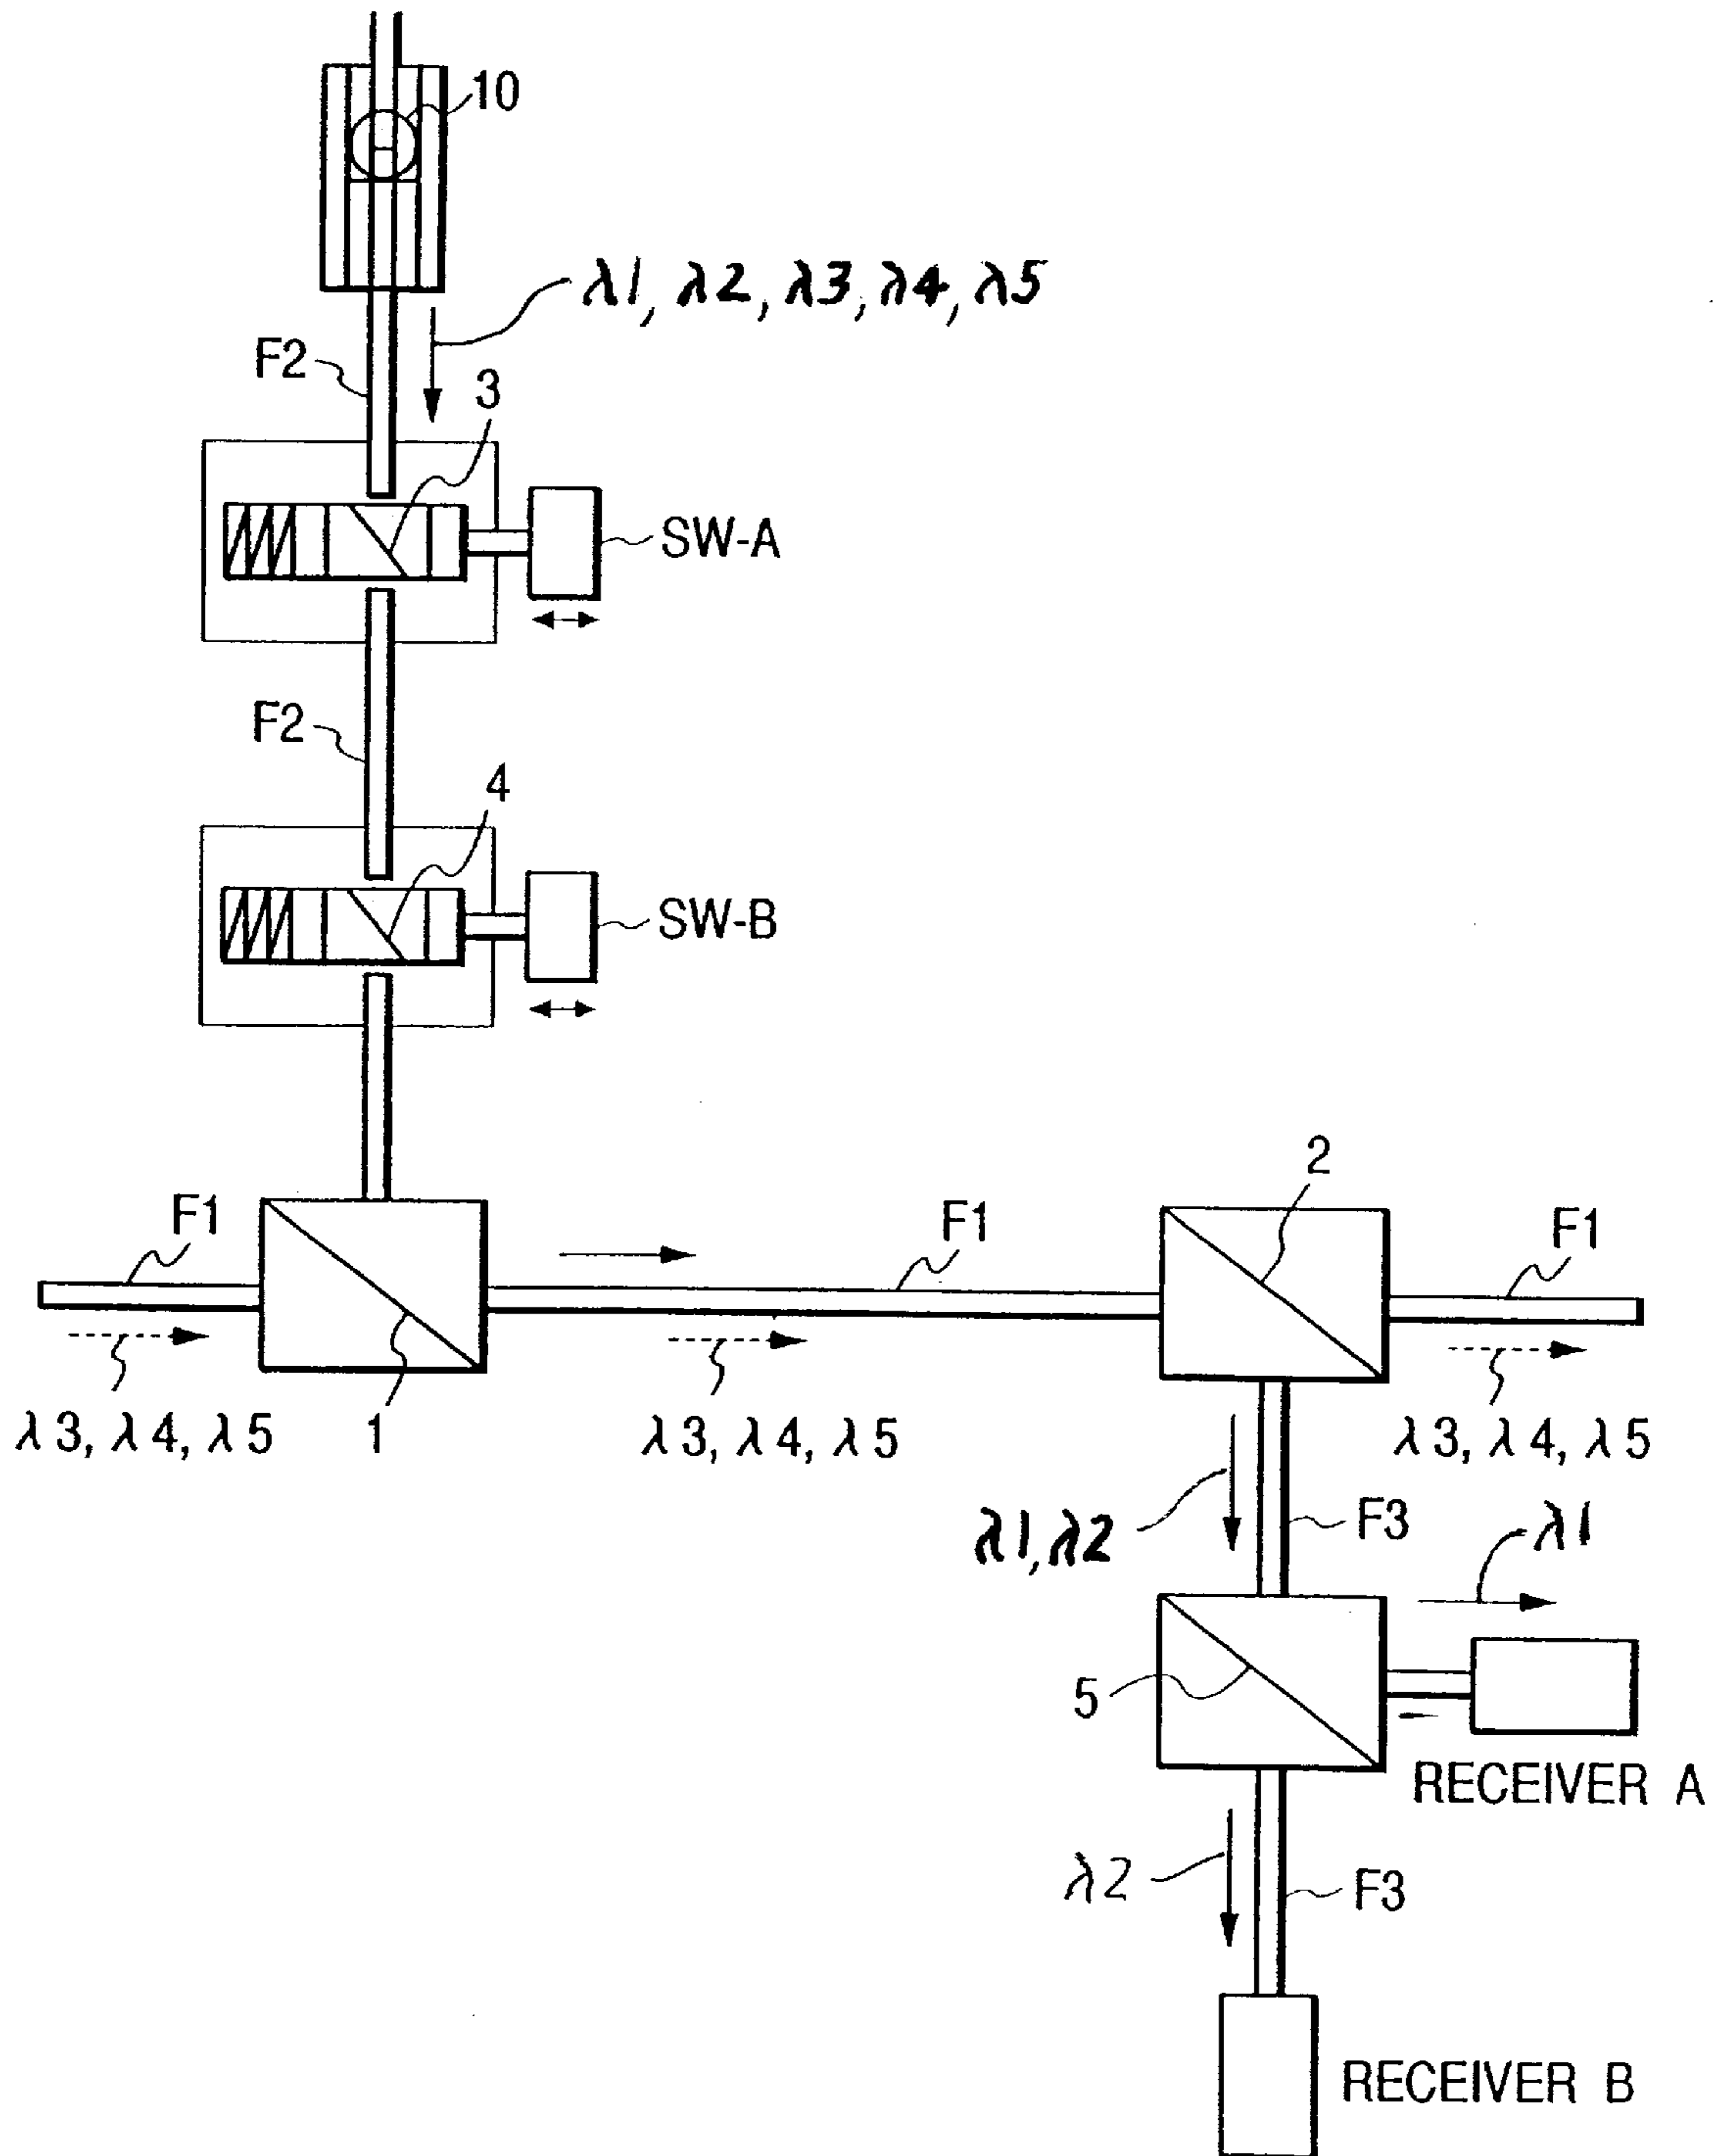 10
λ1, λ2, λ3, λ4, λ5
F2
3
SW-A
F2
4
SW-B
2
F1
F1
F1
λ3, λ4, λ5
1
λ3, λ4, λ5
λ3, λ4, λ5
λ1, λ2
F3
λ1
5
RECEIVER A
λ2
F3
RECEIVER B